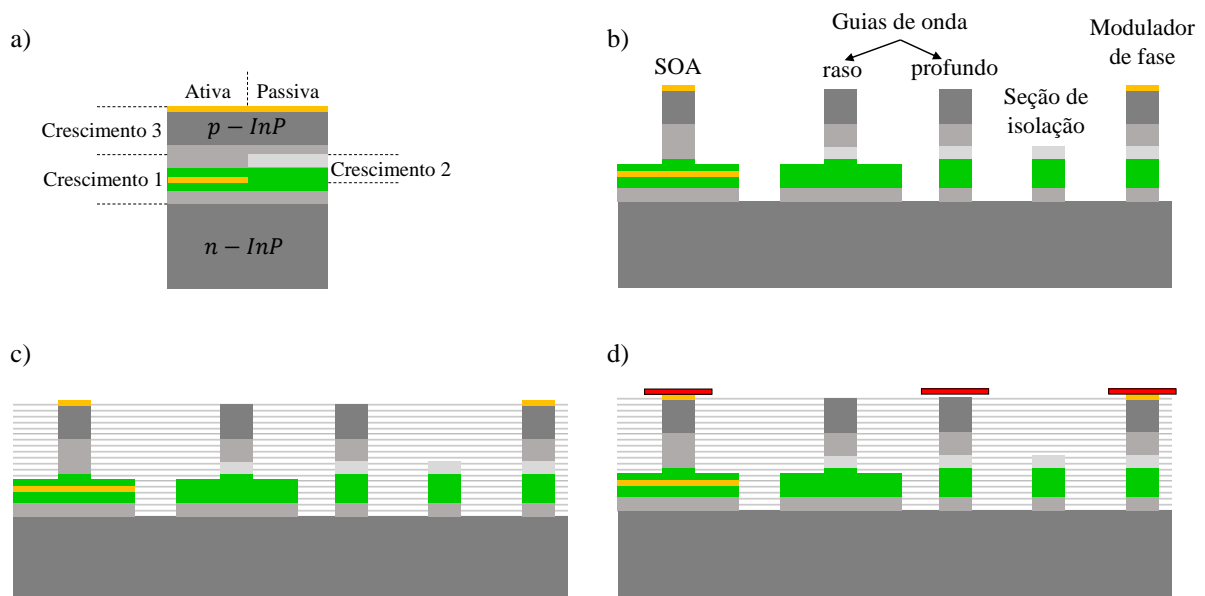 a)
Ativa
Passiva
Crescimento 3
p − InP
Crescimento 1
Crescimento 2
n − InP
b)
Guias de onda
SOA
raso
profundo
Seção de
isolação
Modulador
de fase
c)
d)